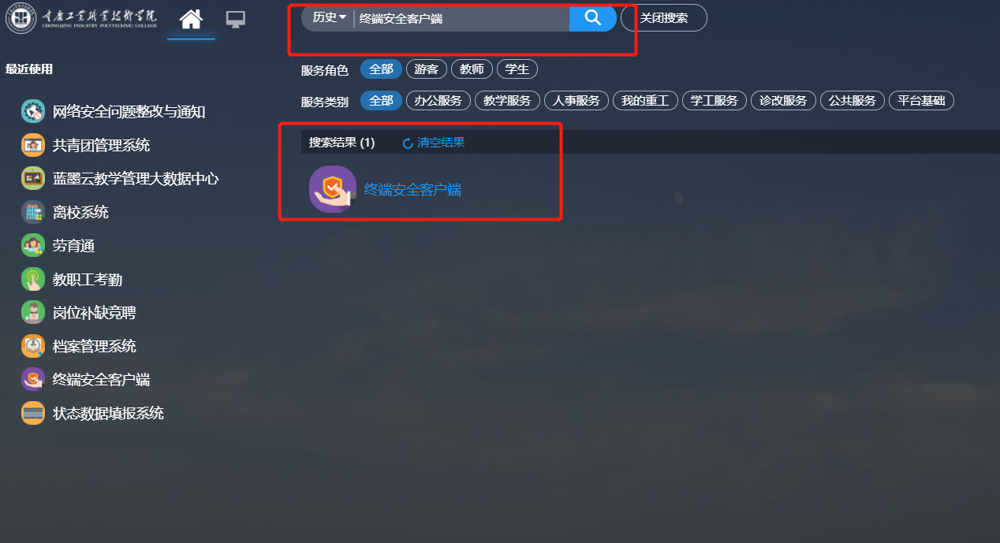 重庆工业职业技术学院
CHONGQING INDUSTRY POLYTECHNIC COLLEGE
历史 终端安全客户端 关闭搜索
最近使用
网络安全问题整改与通知
共青团管理系统
蓝墨云教学管理大数据中心
离校系统
劳育通
教职工考勤
岗位补缺竞聘
档案管理系统
终端安全客户端
状态数据填报系统
服务角色 全部 游客 教师 学生
服务类别 全部 办公服务 教学服务 人事服务 我的重工 学工服务 诊改服务 公共服务 平台基础
搜索结果 (1) 清空结果
终端安全客户端